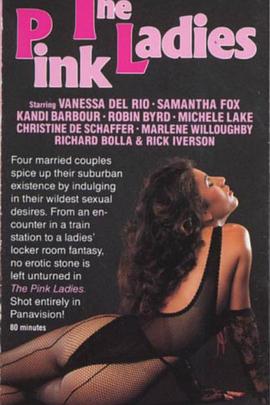 The
Pink Ladies
Starring VANESSA DEL RIO · SAMANTHA FOX
KANDI BARBOUR · ROBIN BYRD · MICHELE LAKE
CHRISTINE DE SCHAFFER · MARLENE WILLOUGHBY
RICHARD BOLLA & RICK IVERSON
Four married couples
spice up their suburban
existence by indulging
in their wildest sexual
desires. From an en-
counter in a train
station to a ladies'
locker room fantasy,
no erotic stone is
left unturned in
The Pink Ladies.
Shot entirely in
Panavision!
80 minutes